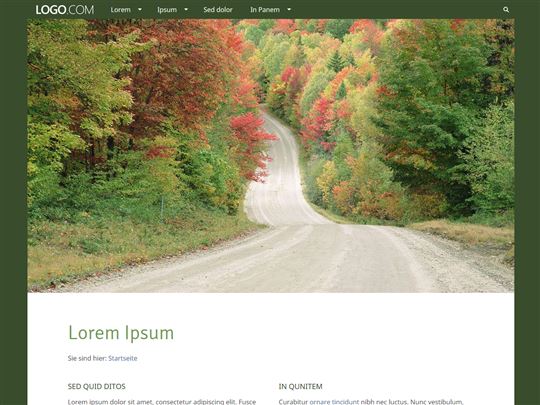 LOGO.COM
Lorem
Ipsum
Sed dolor
In Panem
Lorem Ipsum
Sie sind hier: Startseite
SED QUID DITOS
IN QUNITEM
Lorem ipsum dolor sit amet, consectetur adipiscing elit. Fusce
Curabitur ornare tincidunt nibh nec luctus. Nunc vestibulum,